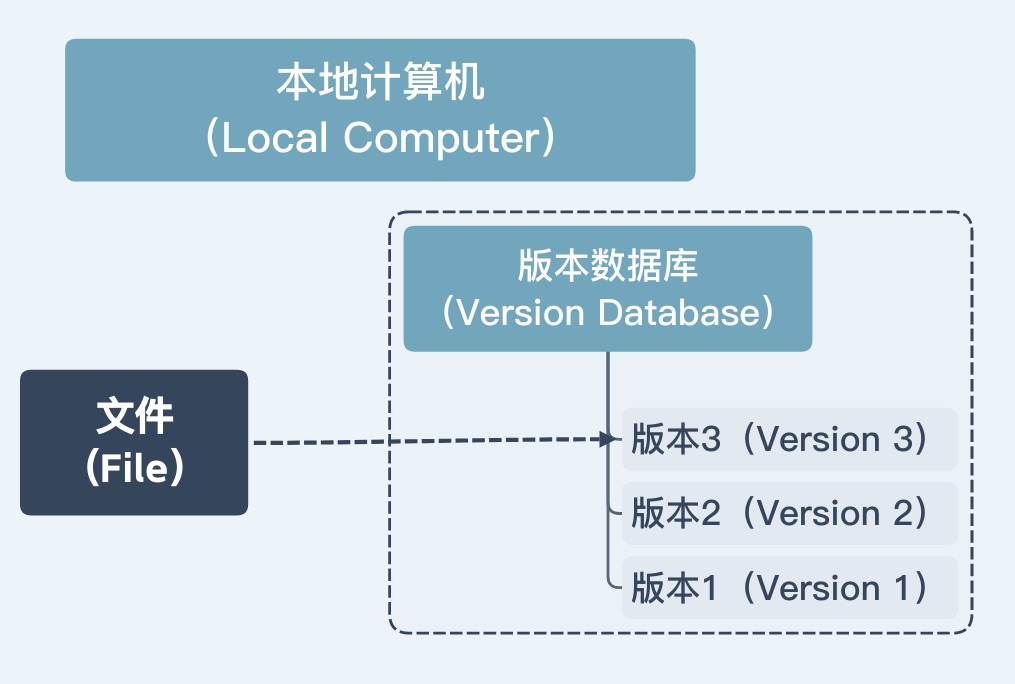 本地计算机
（Local Computer）
版本数据库
（Version Database）
文件
（File）
版本3（Version 3）
版本2（Version 2）
版本1（Version 1）